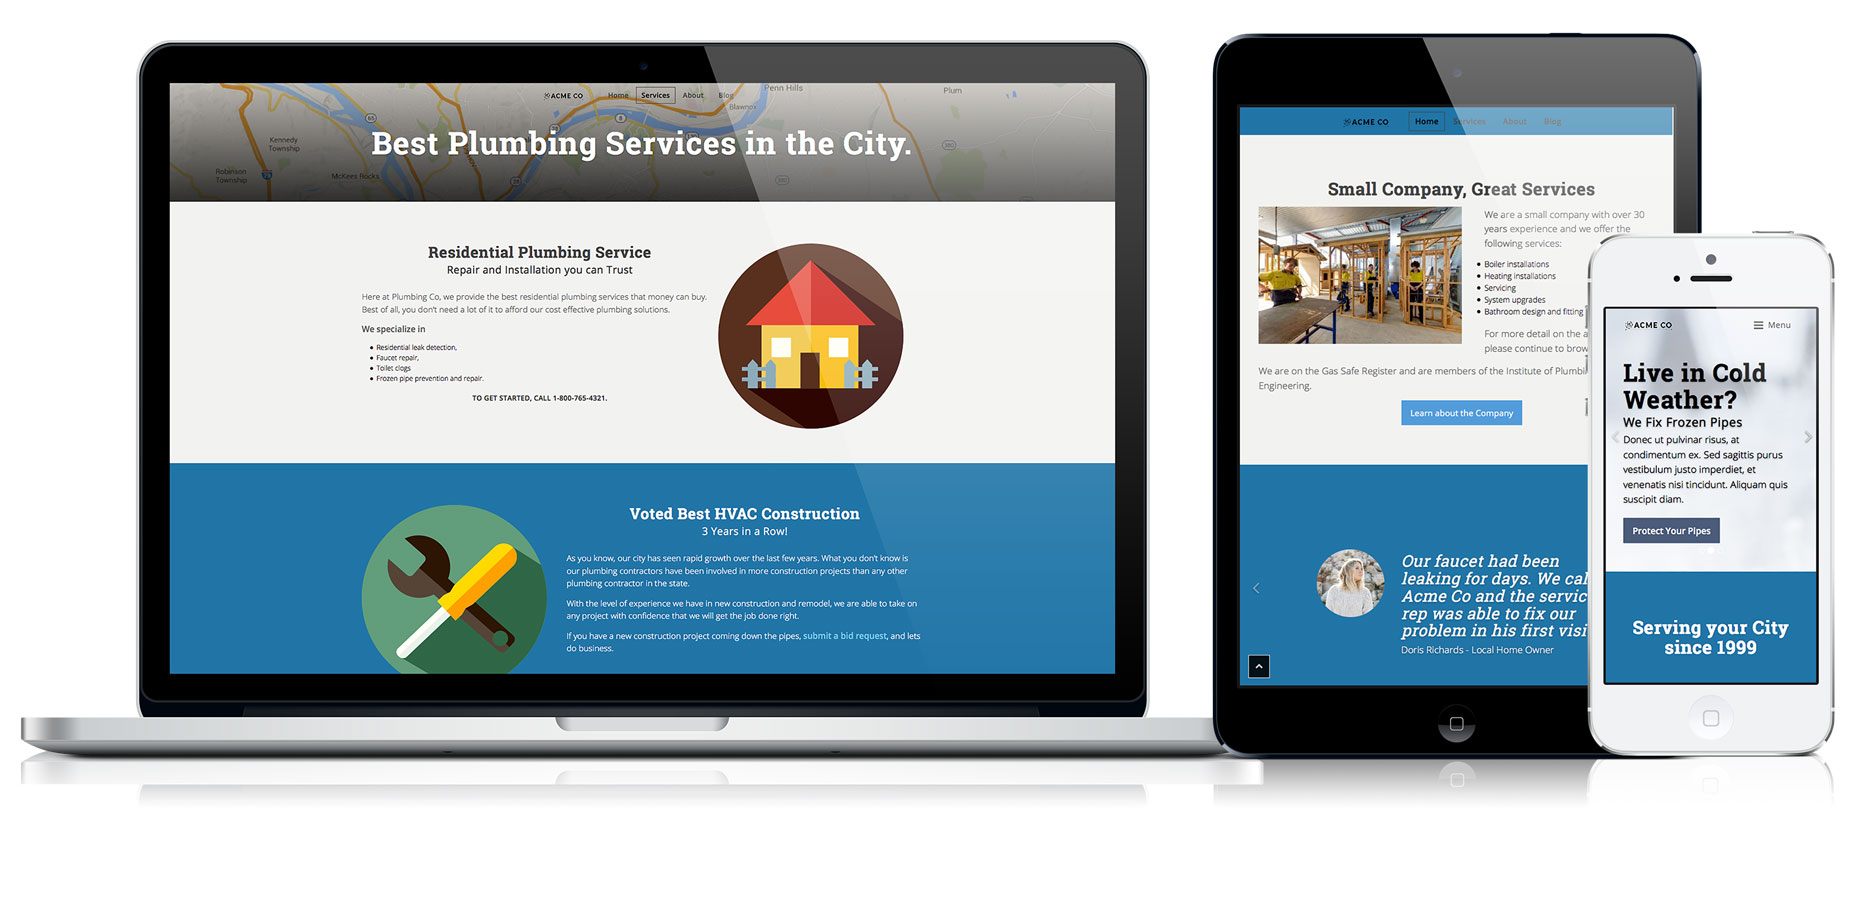 Penn Hills
Plum
Blawnox
Kennedy
Township
Robinson
Township
McKees Rocks
ACME CO Home Services About Blog
Best Plumbing Services in the City.
Residential Plumbing Service
Repair and Installation you can Trust
Here at Plumbing Co, we provide the best residential plumbing services that money can buy.
Best of all, you don't need a lot of it to afford our cost effective plumbing solutions.
We specialize in
Residential leak detection,
Faucet repair,
Toilet clogs
Frozen pipe prevention and repair.
TO GET STARTED, CALL 1-800-765-4321.
Voted Best HVAC Construction
3 Years in a Row!
As you know, our city has seen rapid growth over the last few years. What you don't know is
our plumbing contractors have been involved in more construction projects than any other
plumbing contractor in the state.
With the level of experience we have in new construction and remodel, we are able to take on
any project with confidence that we will get the job done right.
If you have a new construction project coming down the pipes, submit a bid request, and lets
do business.
ACME CO Home Services About Blog
Small Company, Great Services
We are a small company with over 30
years experience and we offer the
following services:
Boiler installations
Heating installations
Servicing
System upgrades
Bathroom design and fitting
For more detail on the a
please continue to brow
We are on the Gas Safe Register and are members of the Institute of Plumbi
Engineering.
Learn about the Company
Our faucet had been
leaking for days. We cal
Acme Co and the servic
rep was able to fix our
problem in his first visi
Doris Richards - Local Home Owner
ACME CO Menu
Live in Cold
Weather?
We Fix Frozen Pipes
Donec ut pulvinar risus, at
condimentum ex. Sed sagittis purus
vestibulum justo imperdiet, et
venenatis nisi tincidunt. Aliquam quis
suscipit diam.
Protect Your Pipes
Serving your City
since 1999